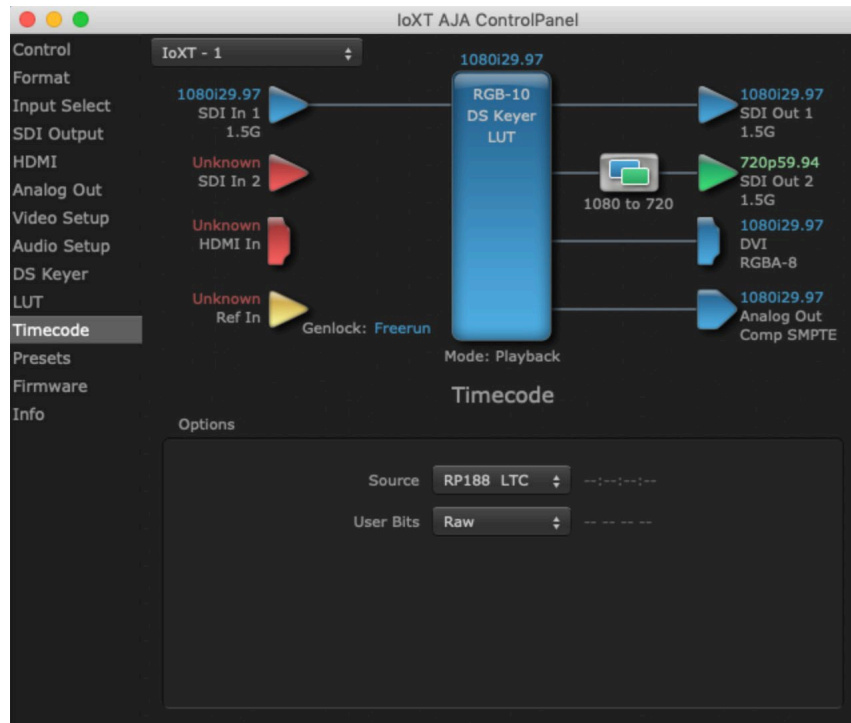 IoXT AJA ControlPanel
Control
Format
Input Select
SDI Output
HDMI
Analog Out
Video Setup
Audio Setup
DS Keyer
LUT
Timecode
Presets
Firmware
Info
IoXT - 1
1080i29.97
1080i29.97
SDI In 1
1.5G
Unknown
SDI In 2
Unknown
HDMI In
Unknown
Ref In
Genlock: Freerun
RGB-10
DS Keyer
LUT
Mode: Playback
1080 to 720
1080i29.97
SDI Out 1
1.5G
720p59.94
SDI Out 2
1.5G
1080i29.97
DVI
RGBA-8
1080i29.97
Analog Out
Comp SMPTE
Timecode
Options
Source RP188 LTC --:--:--:--
User Bits Raw -- -- -- --